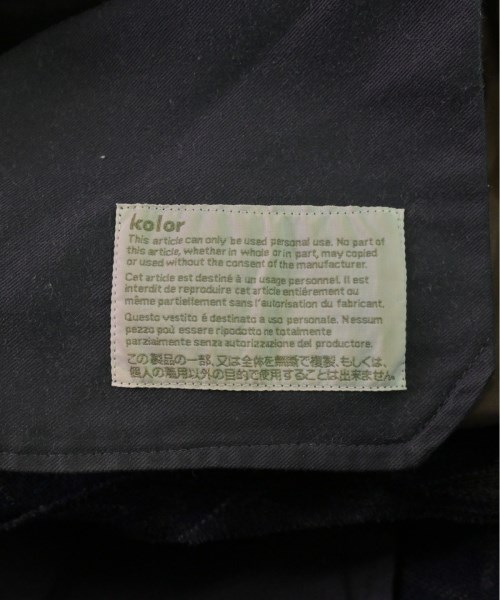 kolor
This article can only be used personal use. No part of
this article, whether in whole or in part, may copied
or used without the consent of the manufacturer.
Cet article est destiné à un usage personnel. Il est
interdit de reproduire cet article entiérement ou
même partiellement sans l'autorisation du fabricant.
Questo vestito é destinato a uso personale. Nessum
pezzo poù essere ripodotto ne totalmente
parzialmente senza autorizzazione del productore.
この製品の一部、又は全体を無断で複製、もしくは、
個人の着用以外の目的で使用することは出来ません。